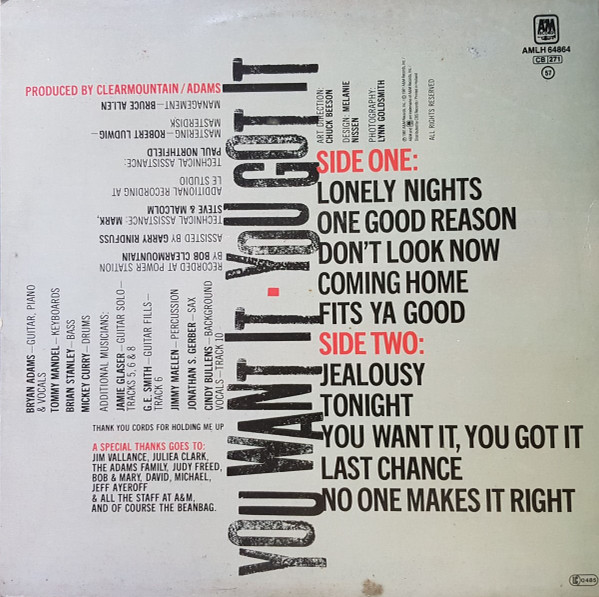 A&M
AMLH 64864
CB 271
57
PRODUCED BY CLEARMOUNTAIN/ADAMS
MANAGEMENT—BRUCE ALLEN
MASTERDISK
MASTERING—ROBERT LUDWIG—
PAUL NORTHFIELD
TECHNICAL ASSISTANCE:
LE STUDIO
ADDITIONAL RECORDING AT
STEVE & MALCOLM
TECHNICAL ASSISTANCE: MARK,
ASSISTED BY GARRY RINDFUSS
BY BOB CLEARMOUNTAIN
RECORDED AT POWER STATION
BRYAN ADAMS—GUITAR, PIANO
& VOCALS
TOMMY MANDEL—KEYBOARDS
BRIAN STANLEY—BASS
MICKEY CURRY—DRUMS
ADDITIONAL MUSICIANS:
JAMIE GLASER—GUITAR SOLO—
TRACKS 5, 6 & 8
G.E. SMITH—GUITAR FILLS—
TRACK 6
JIMMY MAELEN—PERCUSSION
JONATHAN S. GERBER—SAX
CINDY BULLENS—BACKGROUND
VOCALS—TRACK 10
THANK YOU CORDS FOR HOLDING ME UP
A SPECIAL THANKS GOES TO:
JIM VALLANCE, JULIEA CLARK,
THE ADAMS FAMILY, JUDY FREED,
BOB & MARY, DAVID, MICHAEL,
JEFF AYEROFF
& ALL THE STAFF AT A&M,
AND OF COURSE THE BEANBAG.
YOU WANT IT · YOU GOT IT
ART DIRECTION:
CHUCK BEESON
DESIGN: MELANIE
NISSEN
PHOTOGRAPHY:
LYNN GOLDSMITH
ALL RIGHTS RESERVED
SIDE ONE:
LONELY NIGHTS
ONE GOOD REASON
DON'T LOOK NOW
COMING HOME
FITS YA GOOD
SIDE TWO:
JEALOUSY
TONIGHT
YOU WANT IT, YOU GOT IT
LAST CHANCE
NO ONE MAKES IT RIGHT
0485